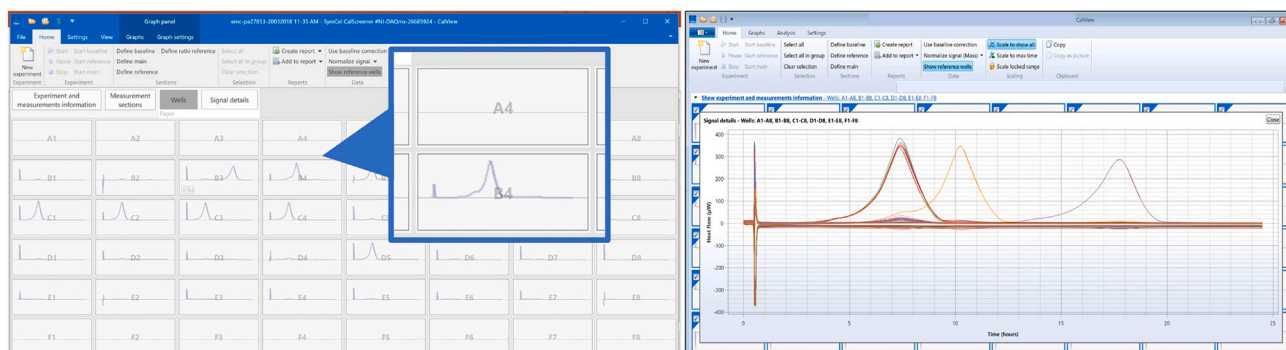 Graph panel
emc-pa27853-20032018 11-35 AM - SymCel CalScreener #NI-DAQmx-26685924 - CalView
File Home Settings View Graphs Graph settings
New experiment
Start Start baseline
Pause Start reference
Stop Start main
Define baseline Define ratio reference
Define main
Define reference
Select all
Select all in group
Clear selection
Create report
Add to report
Use baseline correction
Normalize signal
Show reference wells
Experiment Experiment Sections Selection Reports Data
Experiment and measurements information
Measurement sections
Wells
Signal details
Pages
A1 A2 A3 A4 A8
B1 B2 B3 B4 B8
C1 C2 C3 C4 C8
D1 D2 D3 D4 D5 D6 D7 D8
E1 E2 E3 E4 E5 E6 E7 E8
F1 F2 F3 F4 F5 F6 F7 F8
A4
B4
CalView
Home Graphs Analysis Settings
New experiment
Start Start baseline
Pause Start reference
Stop Start main
Select all
Select all in group
Clear selection
Define baseline
Define reference
Define main
Create report
Add to report
Use baseline correction
Normalize signal (Mass)
Show reference wells
Scale to show all
Scale to max time
Scale locked range
Copy
Copy as picture
Experiment Selection Sections Reports Data Scaling Clipboard
Show experiment and measurements information - Wells: A1-A8, B1-B8, C1-C8, D1-D8, E1-E8, F1-F8
Signal details - Wells: A1-A8, B1-B8, C1-C8, D1-D8, E1-E8, F1-F8
Close
400
300
200
100
0
-100
-200
-300
-400
Heat flow (µW)
0 5 10 15 20 25
Time (hours)